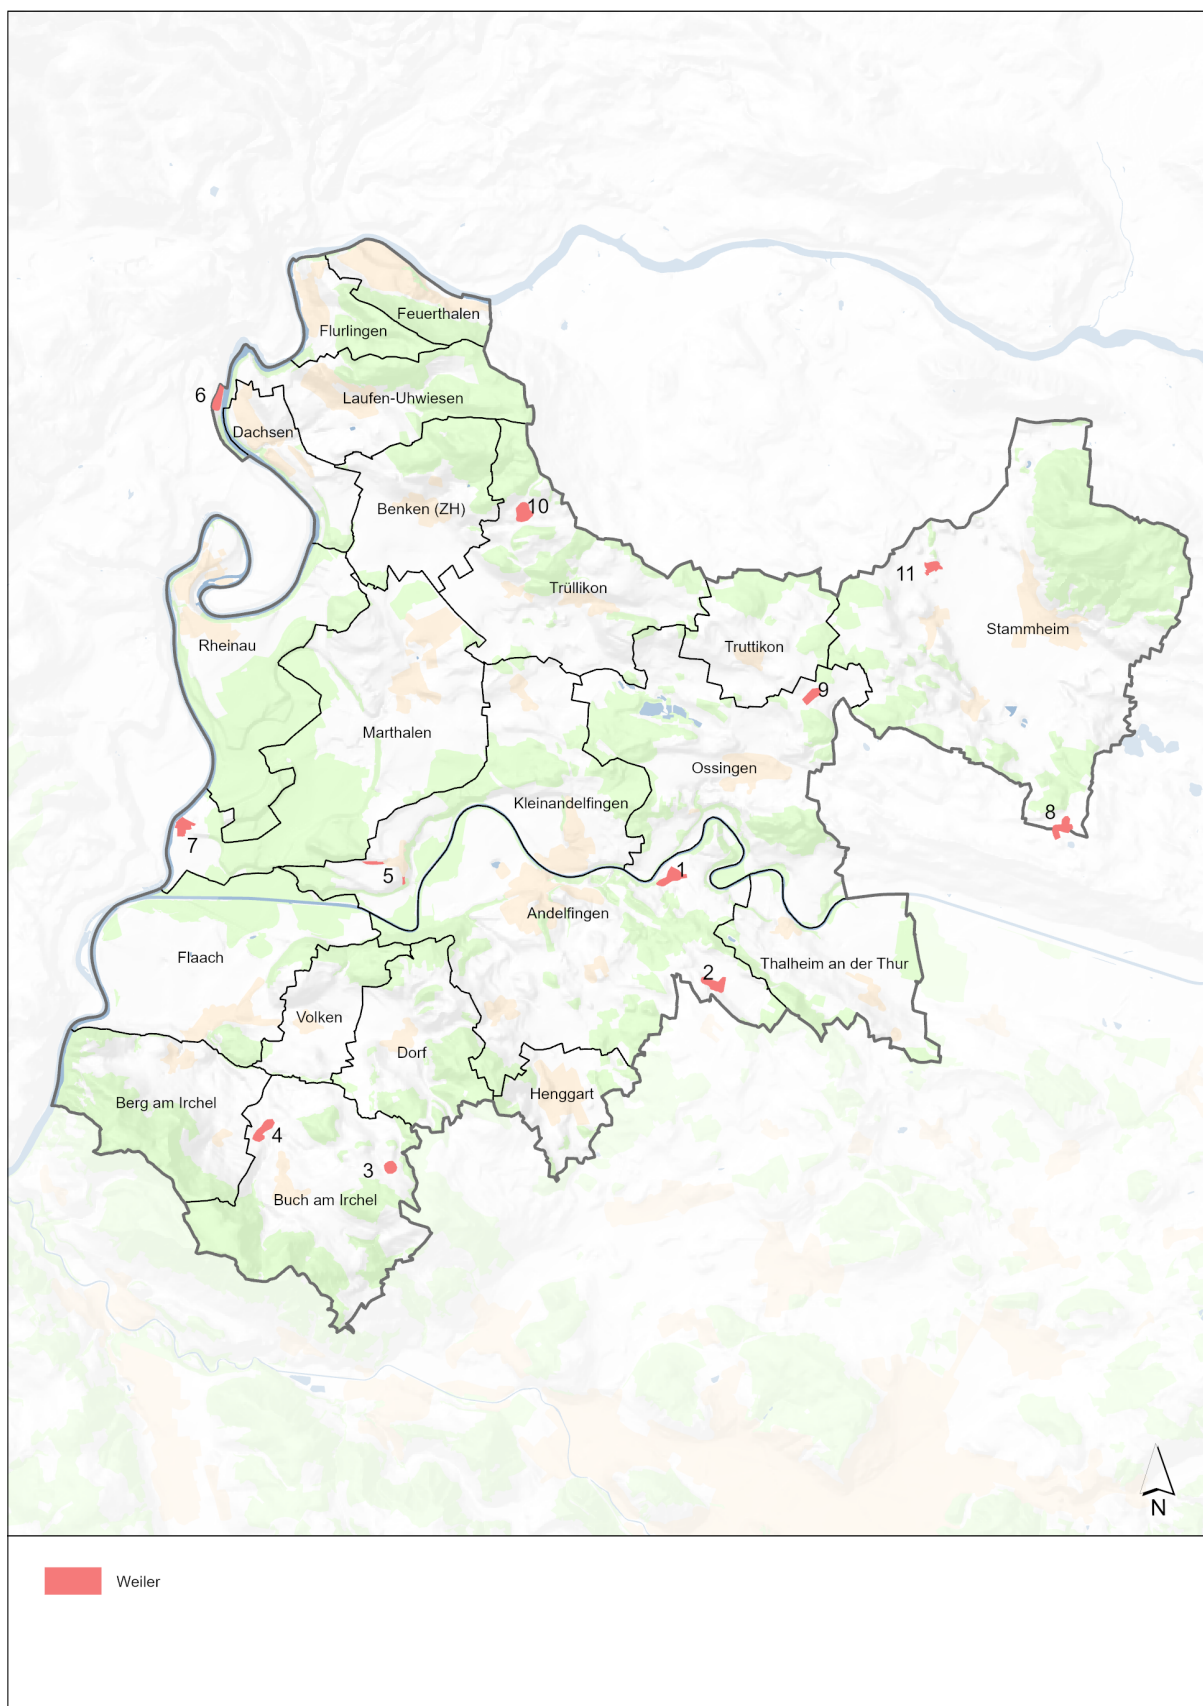 Feuerthalen
Flurlingen
6
Laufen-Uhwiesen
Dachsen
Benken (ZH)
10
11
Trüllikon
Stammheim
Rheinau
Truttikon
9
Marthalen
Ossingen
Kleinandelfingen
8
7
5
1
Andelfingen
Flaach
Thalheim an der Thur
2
Volken
Dorf
Henggart
Berg am Irchel
4
3
Buch am Irchel
N
Weiler